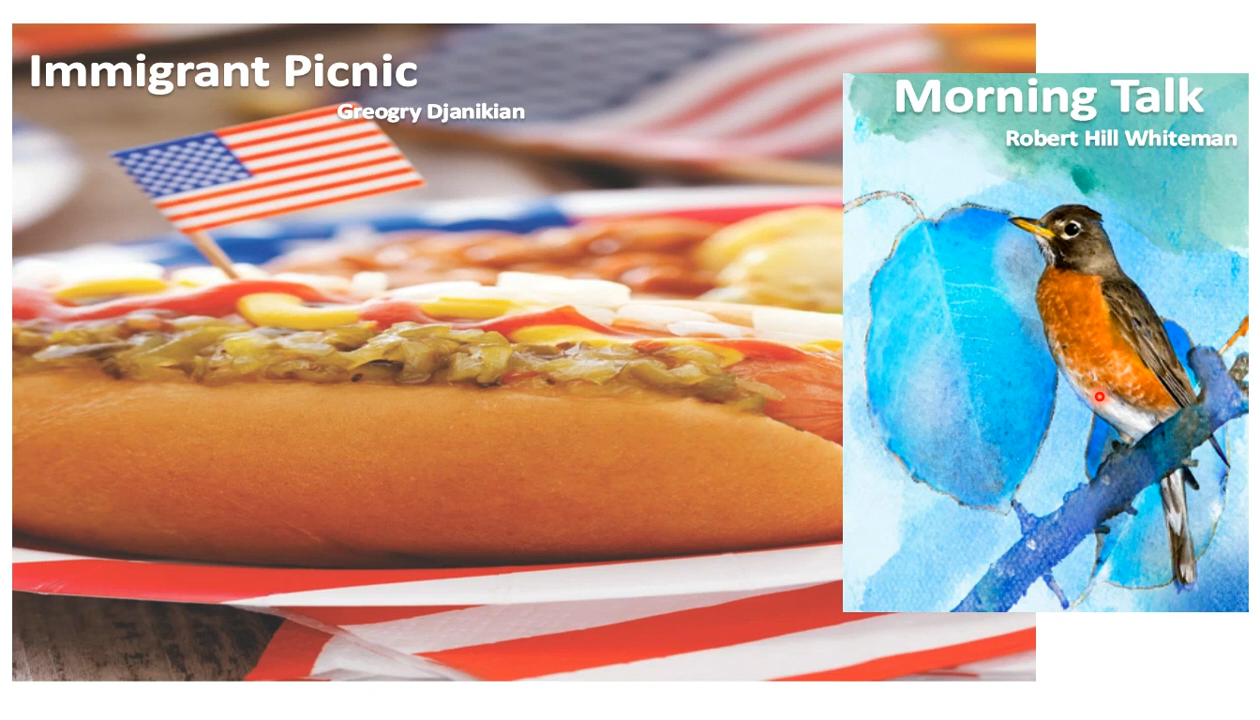 Immigrant Picnic
Greogry Djanikian
Morning Talk
Robert Hill Whiteman